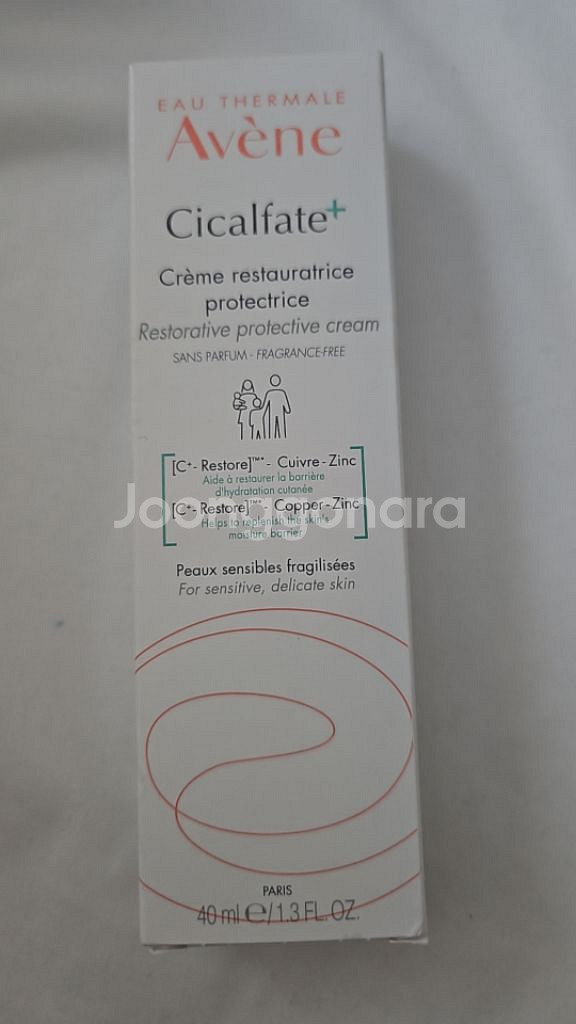 EAU THERMALE
Avène
Cicalfate+
Crème restauratrice
protectrice
Restorative protective cream
SANS PARFUM - FRAGRANCE-FREE
[C+- Restore]™* - Cuivre - Zinc
Aide à restaurer la barrière
d'hydratation cutanée
[C+- Restore]™* - Copper - Zinc
Helps to replenish the skin's
moisture barrier
Joonggonara
Peaux sensibles fragilisées
For sensitive, delicate skin
PARIS
40 ml e/1.3 FL. OZ.